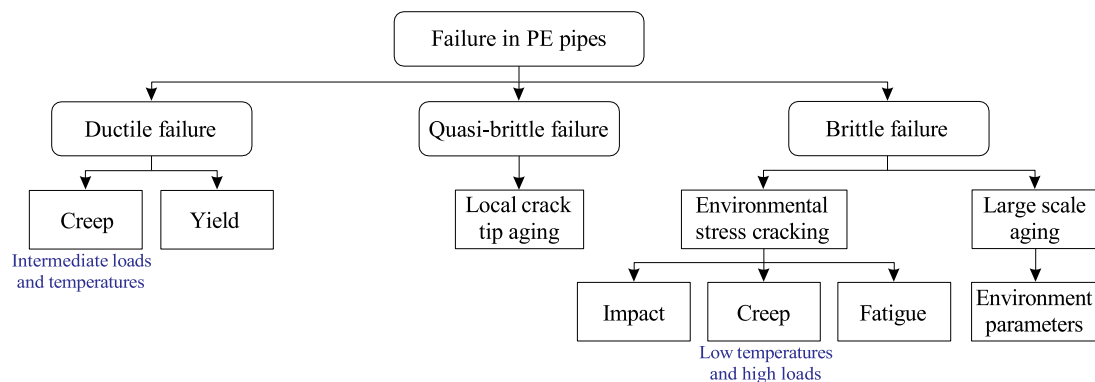 Failure in PE pipes
Ductile failure
Quasi-brittle failure
Brittle failure
Creep
Yield
Local crack
tip aging
Environmental
stress cracking
Large scale
aging
Intermediate loads
and temperatures
Impact
Creep
Fatigue
Environment
parameters
Low temperatures
and high loads